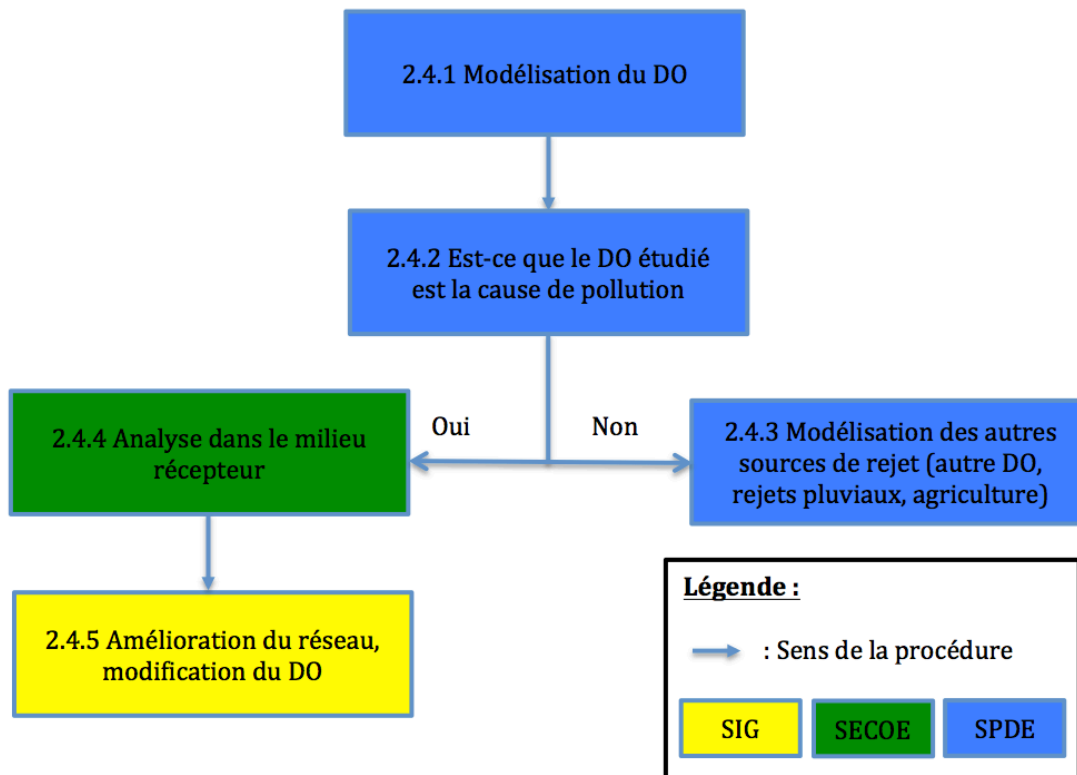 2.4.1 Modélisation du DO
2.4.2 Est-ce que le DO étudié
est la cause de pollution
Oui
Non
2.4.4 Analyse dans le milieu
récepteur
2.4.3 Modélisation des autres
sources de rejet (autre DO,
rejets pluviaux, agriculture)
2.4.5 Amélioration du réseau,
modification du DO
Légende :
: Sens de la procédure
SIG
SECOE
SPDE